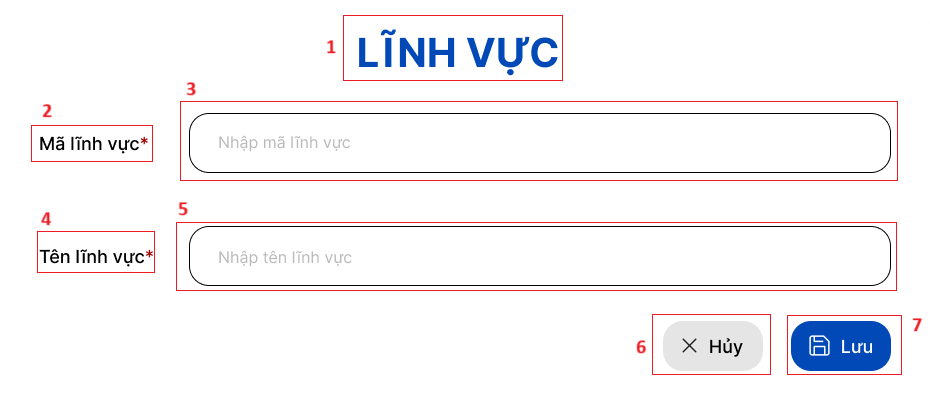 1 LĨNH VỰC
3
2
Mã lĩnh vực*
Nhập mã lĩnh vực
5
4
Tên lĩnh vực*
Nhập tên lĩnh vực
6 Hủy Lưu 7